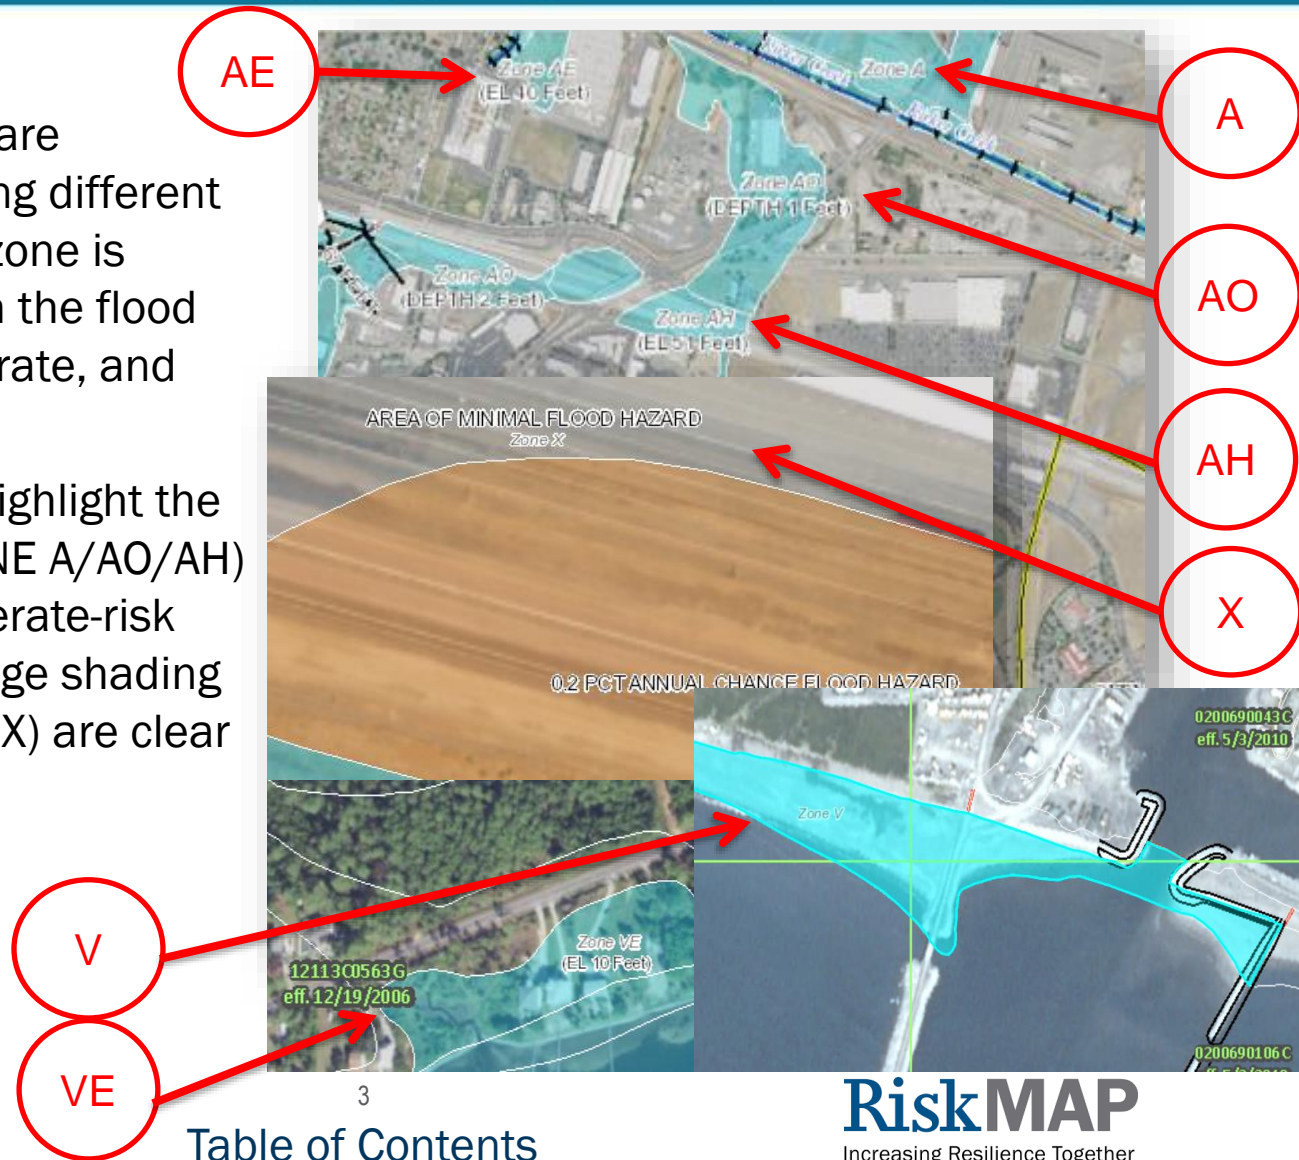 AE
are
ng different
zone is
n the flood
rate, and
ighlight the
NE A/AO/AH)
erate-risk
ge shading
X) are clear
Zone AE
(EL 40 Feet)
Zone A
A
Zone AO
(DEPTH 1 Feet)
AO
Zone AO
(DEPTH 2 Feet)
Zone AH
(EL 51 Feet)
AH
AREA OF MINIMAL FLOOD HAZARD
Zone X
X
0.2 PCT ANNUAL CHANCE FLOOD HAZARD
0200690043C
eff. 5/3/2010
Zone V
V
Zone VE
(EL 10 Feet)
12113C0563G
eff. 12/19/2006
VE
0200690106C
3
Table of Contents
RiskMAP
Increasing Resilience Together